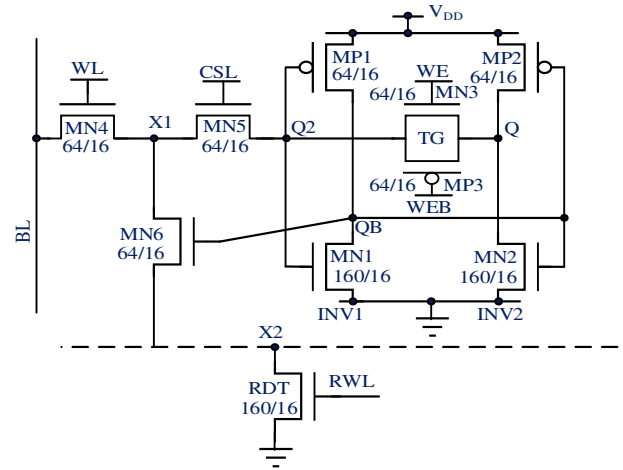 V_DD
MP1
64/16
MP2
64/16
WL
CSL
WE
64/16
MN3
MN4
64/16
X1
MN5
64/16
Q2
TG
Q
64/16
MP3
WEB
QB
BL
MN6
64/16
MN1
160/16
MN2
160/16
INV1
INV2
X2
RDT
160/16
RWL